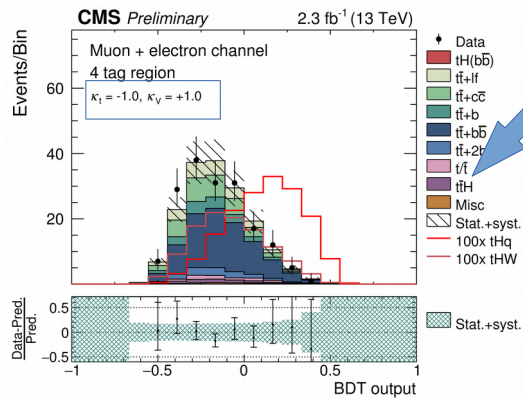 CMS Preliminary 2.3 fb⁻¹ (13 TeV)
Events/Bin
60
40
20
Muon + electron channel
4 tag region
κt = -1.0, κV = +1.0
Data
tH(bb̄)
tt̄+lf
tt̄+cc̄
tt̄+b
tt̄+bb̄
tt̄+2b
t/t̄
tt̄H
Misc
Stat.+syst.
100x tHq
100x tHW
Data-Pred.
Pred.
0.5
0
-0.5
Stat.+syst.
-1 -0.5 0 0.5 1
BDT output